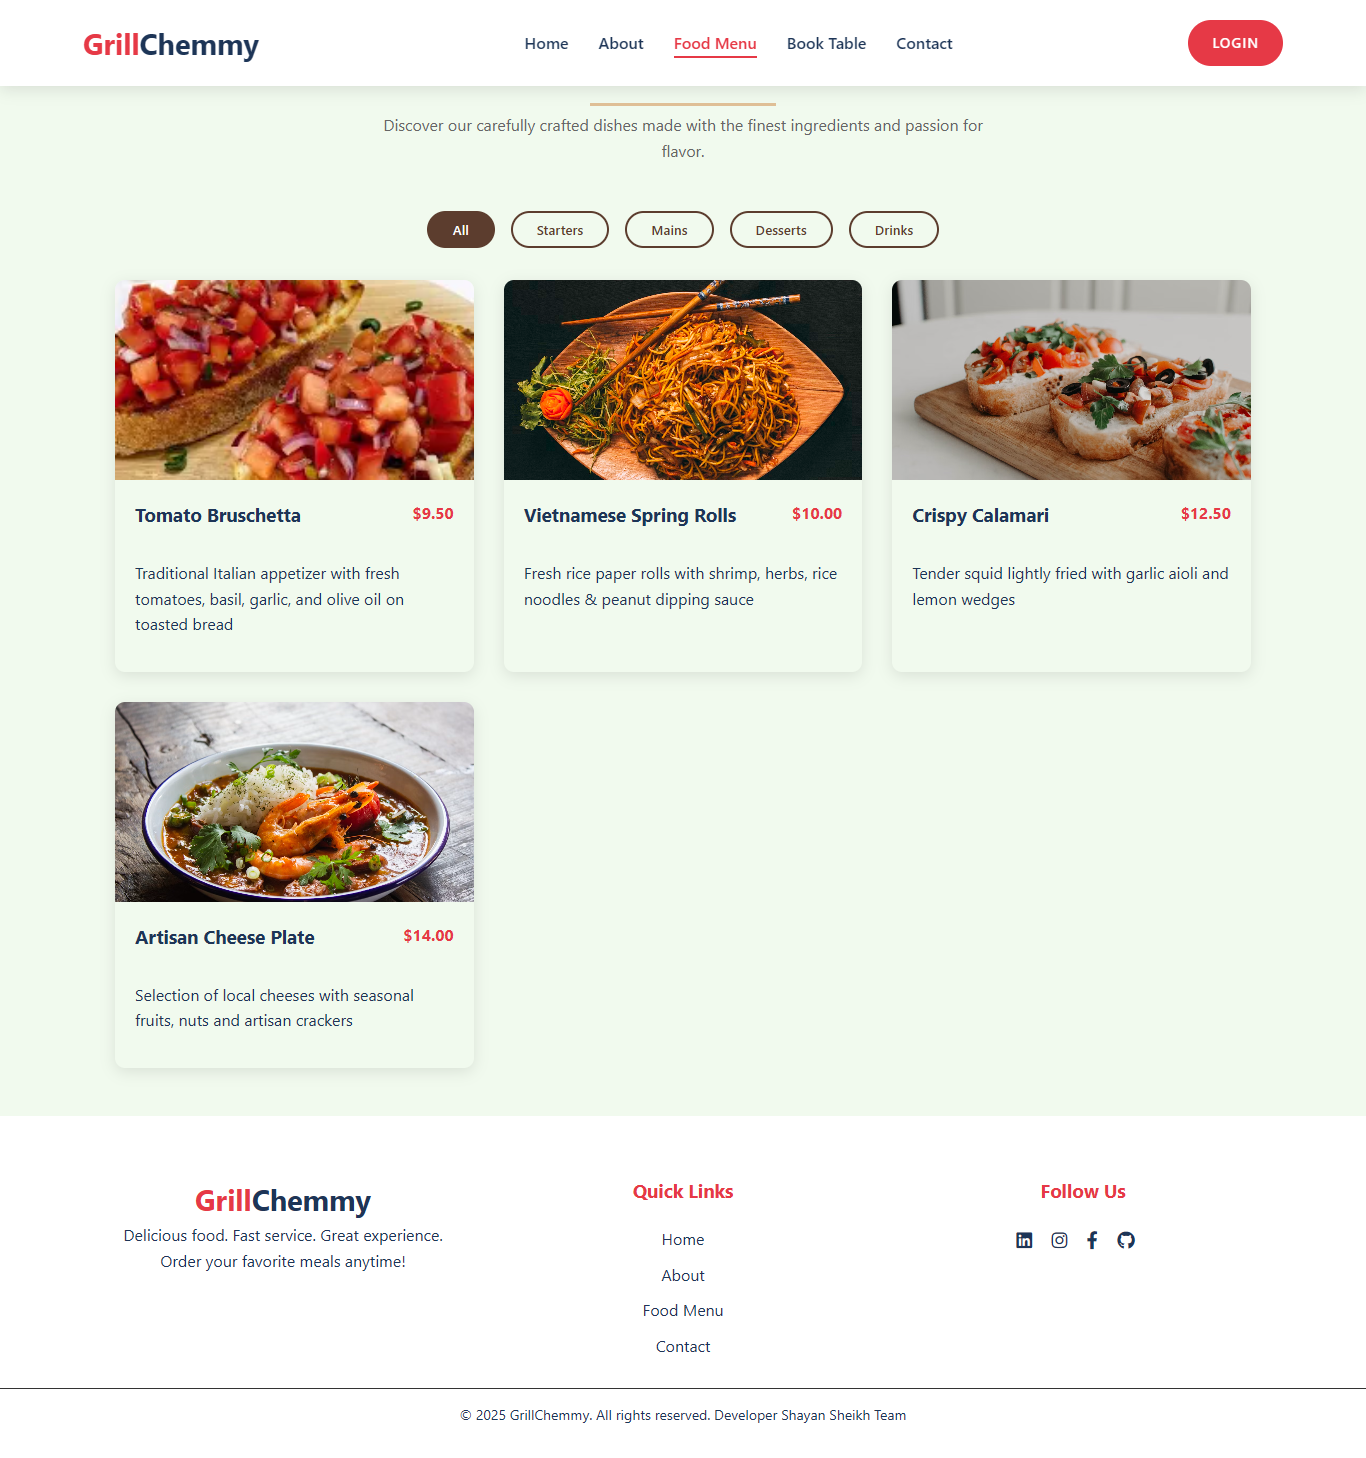 GrillChemmy
Home
About
Food Menu
Book Table
Contact
LOGIN
Discover our carefully crafted dishes made with the finest ingredients and passion for
flavor.
All
Starters
Mains
Desserts
Drinks
Tomato Bruschetta
$9.50
Traditional Italian appetizer with fresh
tomatoes, basil, garlic, and olive oil on
toasted bread
Vietnamese Spring Rolls
$10.00
Fresh rice paper rolls with shrimp, herbs, rice
noodles & peanut dipping sauce
Crispy Calamari
$12.50
Tender squid lightly fried with garlic aioli and
lemon wedges
Artisan Cheese Plate
$14.00
Selection of local cheeses with seasonal
fruits, nuts and artisan crackers
GrillChemmy
Delicious food. Fast service. Great experience.
Order your favorite meals anytime!
Quick Links
Home
About
Food Menu
Contact
Follow Us
© 2025 GrillChemmy. All rights reserved. Developer Shayan Sheikh Team